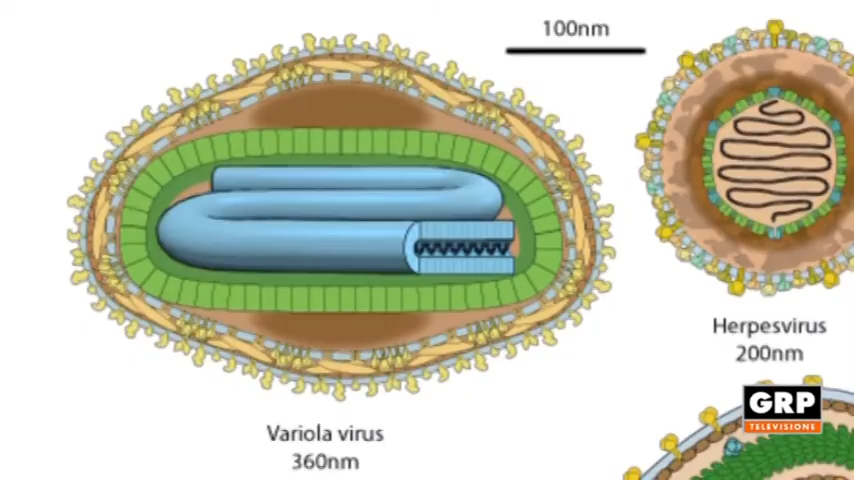 100nm
Variola virus
360nm
Herpesvirus
200nm
GRP
TELEVISIONE